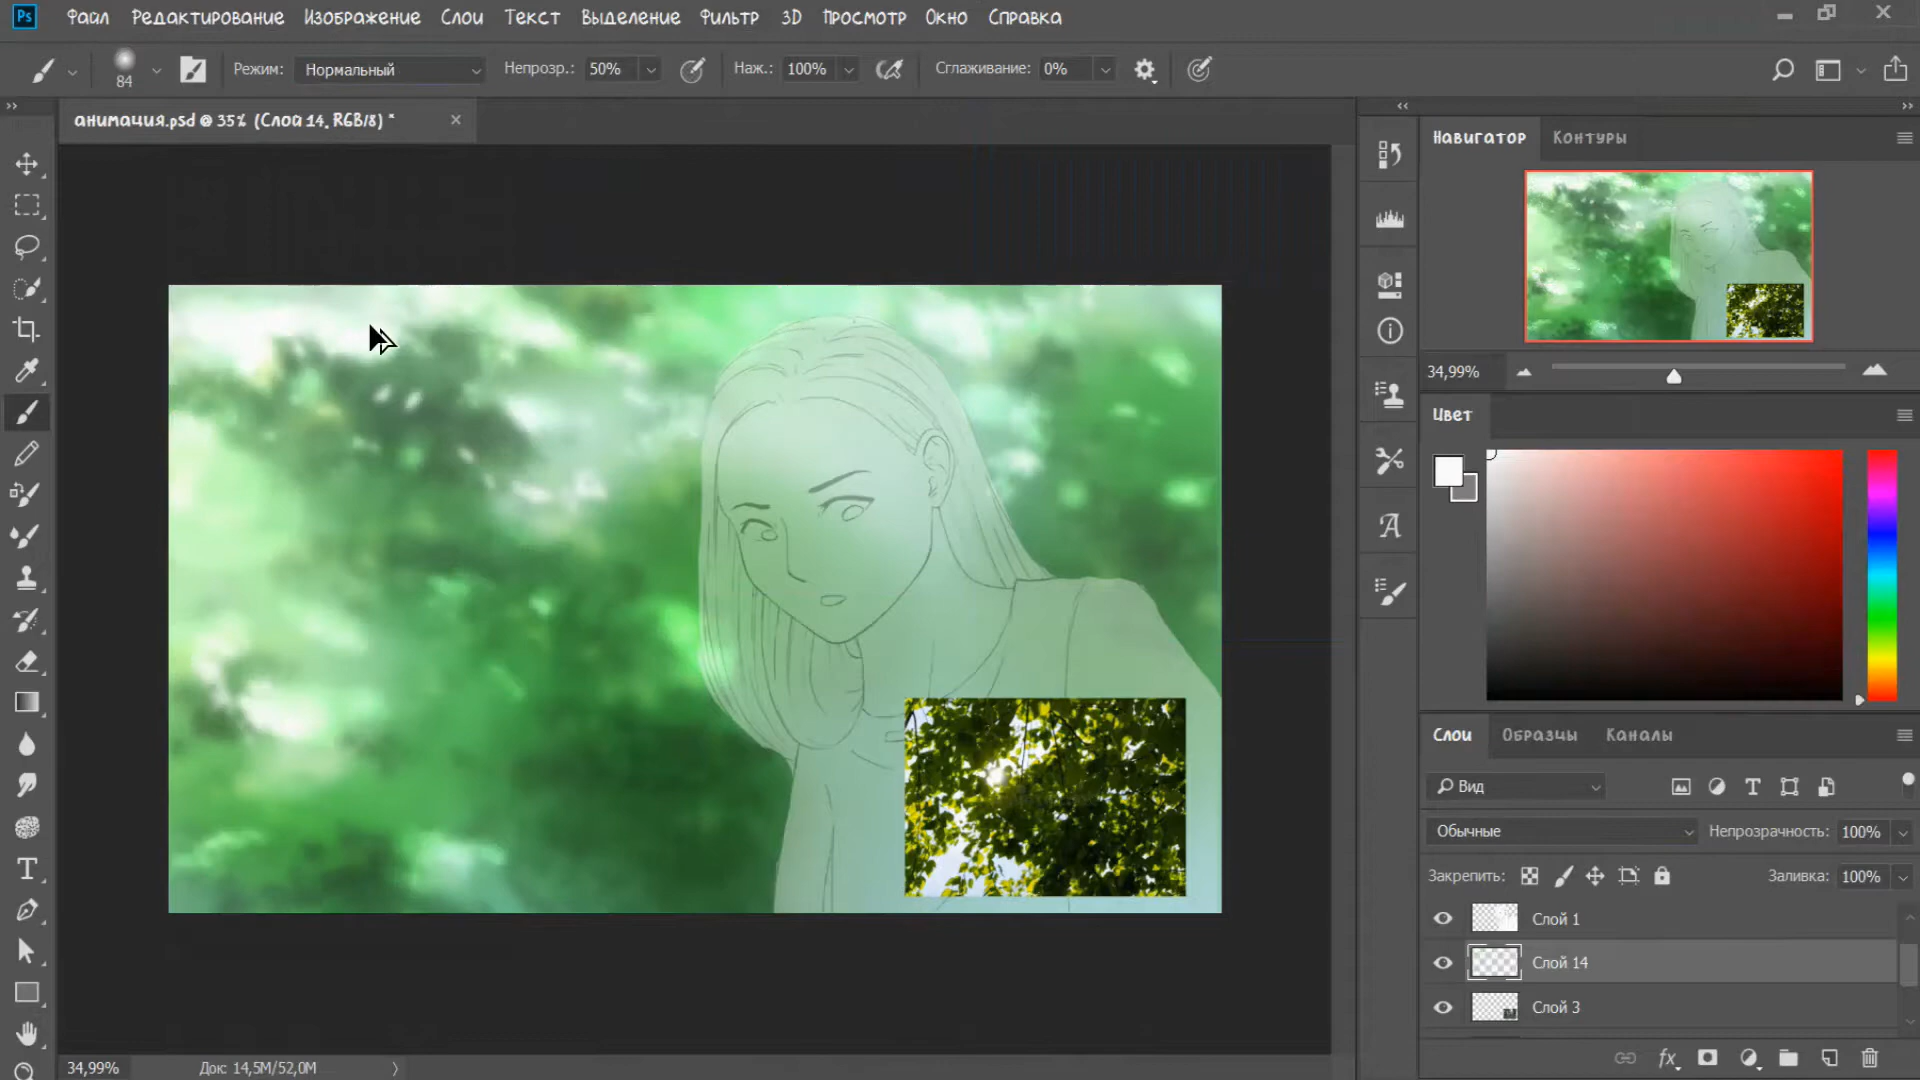 Ps Файл Редактирование Изображение Слои Текст Выделение Фильтр 3D Просмотр Окно Справка
84 Режим: Нормальный Непрозр.: 50% Наж.: 100% Сглаживание: 0%
анимация.psd @ 35% (Слой 14, RGB/8) *
Навигатор Контуры
34,99%
Цвет
Слои Образцы Каналы
Вид
Обычные Непрозрачность: 100%
Закрепить: Заливка: 100%
Слой 1
Слой 14
Слой 3
fx
34,99% Док: 14,5M/52,0M